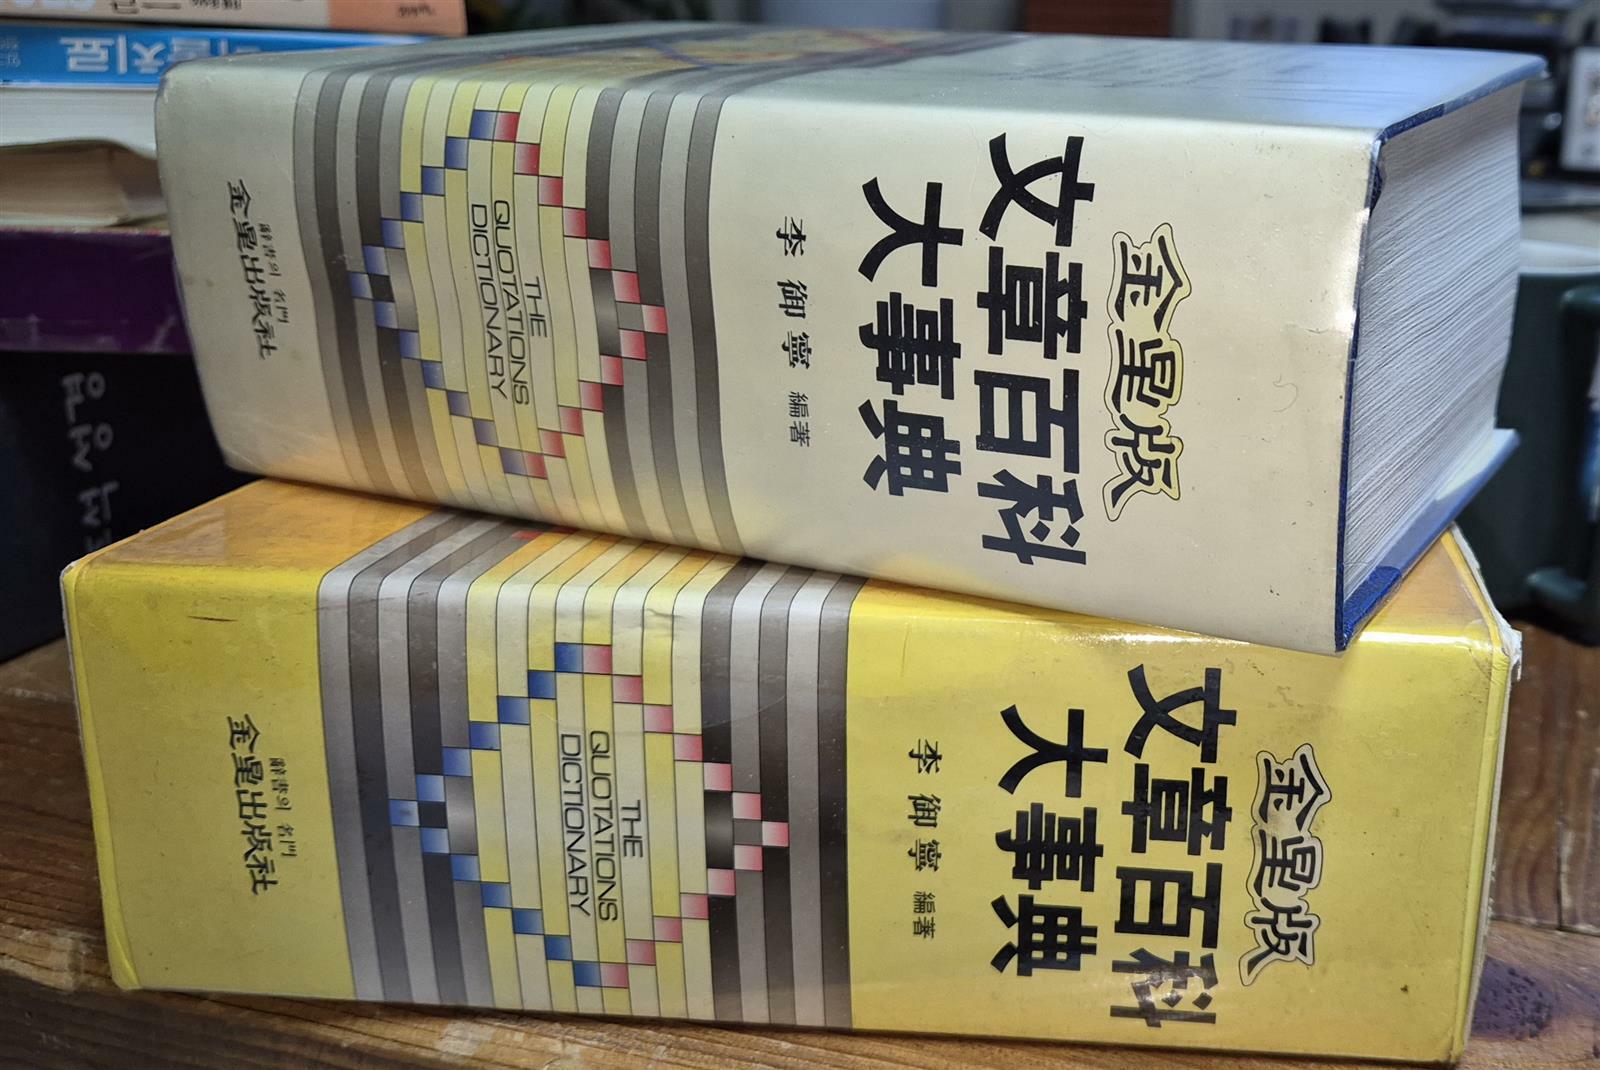 金星版
文章百科
大事典
李御寧 編著
THE
QUOTATIONS
DICTIONARY
辭書의 名門
金星出版社
金星版
文章百科
大事典
李御寧 編著
THE
QUOTATIONS
DICTIONARY
辭書의 名門
金星出版社